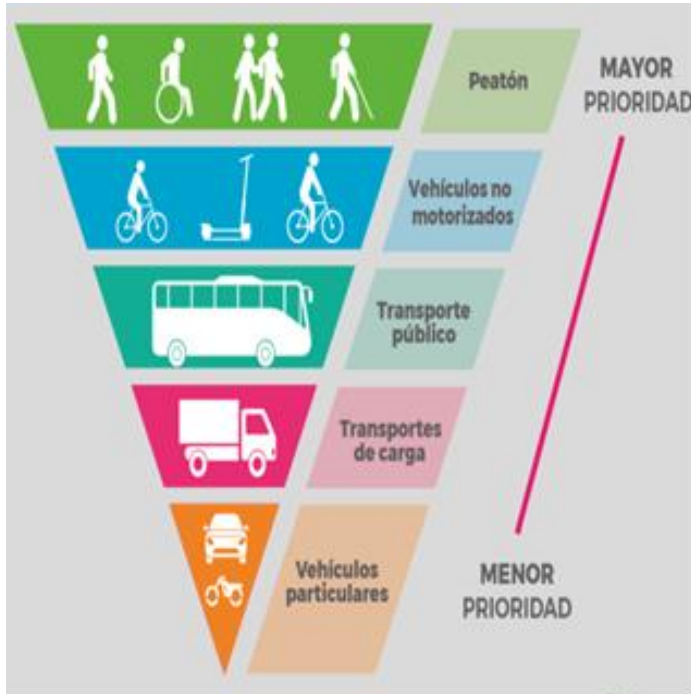 Peatón
MAYOR
PRIORIDAD
Vehículos no
motorizados
Transporte
público
Transportes
de carga
Vehículos
particulares
MENOR
PRIORIDAD